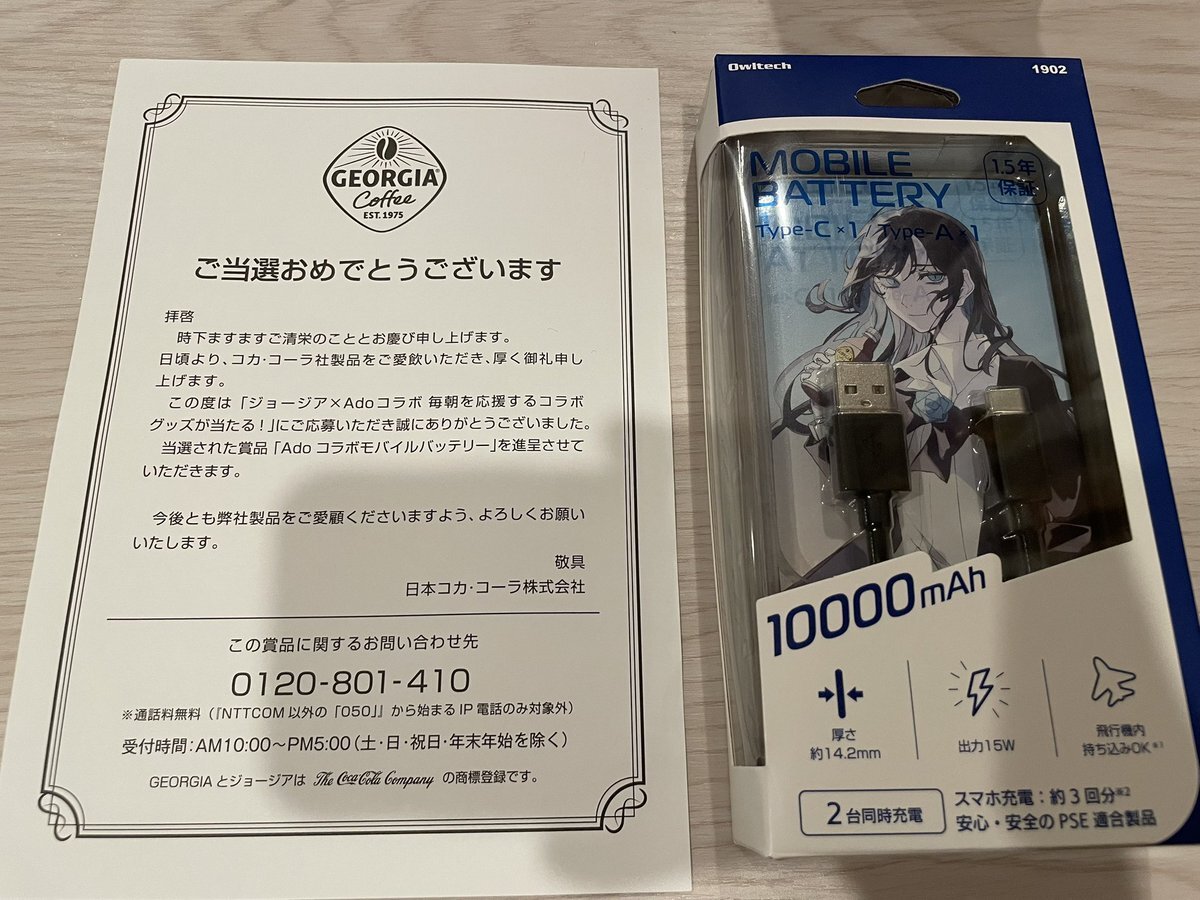 GEORGIA
Coffee
EST. 1975
ご当選おめでとうございます
拝啓
時下ますますご清栄のこととお慶び申し上げます。
日頃より、コカ・コーラ社製品をご愛飲いただき、厚く御礼申し
上げます。
この度は「ジョージア×Adoコラボ 毎朝を応援するコラボ
グッズが当たる!」にご応募いただき誠にありがとうございました。
当選された賞品「Ado コラボモバイルバッテリー」を進呈させて
いただきます。
今後とも弊社製品をご愛顧くださいますよう、よろしくお願い
いたします。
敬具
日本コカ・コーラ株式会社
この賞品に関するお問い合わせ先
0120-801-410
※通話料無料(『NTTCOM 以外の「050」』から始まる IP 電話のみ対象外)
受付時間:AM10:00～PM5:00(土・日・祝日・年末年始を除く)
GEORGIA とジョージアは The Coca-Cola Company の商標登録です。
Owltech
1902
MOBILE
BATTERY
1.5年
保証
Type-C×1 / Type-A×1
10000mAh
厚さ
約14.2mm
出力15W
飛行機内
持ち込みOK※1
2台同時充電
スマホ充電:約3回分※2
安心・安全のPSE適合製品